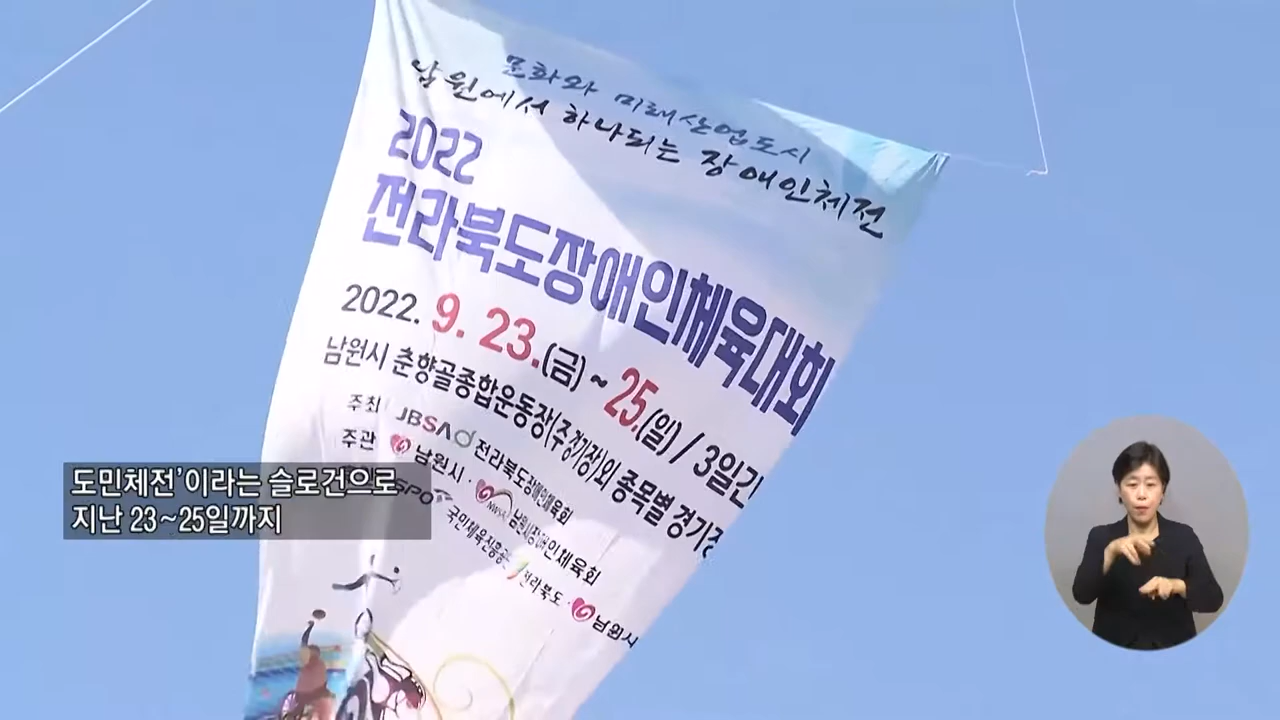 문화와 미래산업도시
남원에서 하나되는 장애인체전
2022
전라북도장애인체육대회
2022. 9. 23.(금) ~ 25.(일) / 3일간
남원시 춘향골종합운동장(주경기장)외 종목별 경기장
주최 JBSAD 전라북도장애인체육회
주관 남원시 · 남원시장애인체육회
국민체육진흥공단 전라북도 · 남원시
도민체전’이라는 슬로건으로
지난 23~25일까지